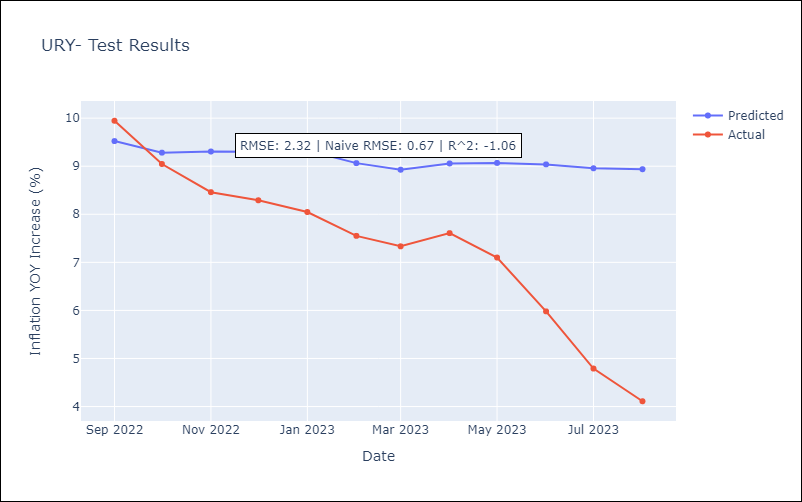 URY- Test Results
Predicted
Actual
RMSE: 2.32 | Naive RMSE: 0.67 | R^2: -1.06
Inflation YOY Increase (%)
10
9
8
7
6
5
4
Sep 2022
Nov 2022
Jan 2023
Mar 2023
May 2023
Jul 2023
Date